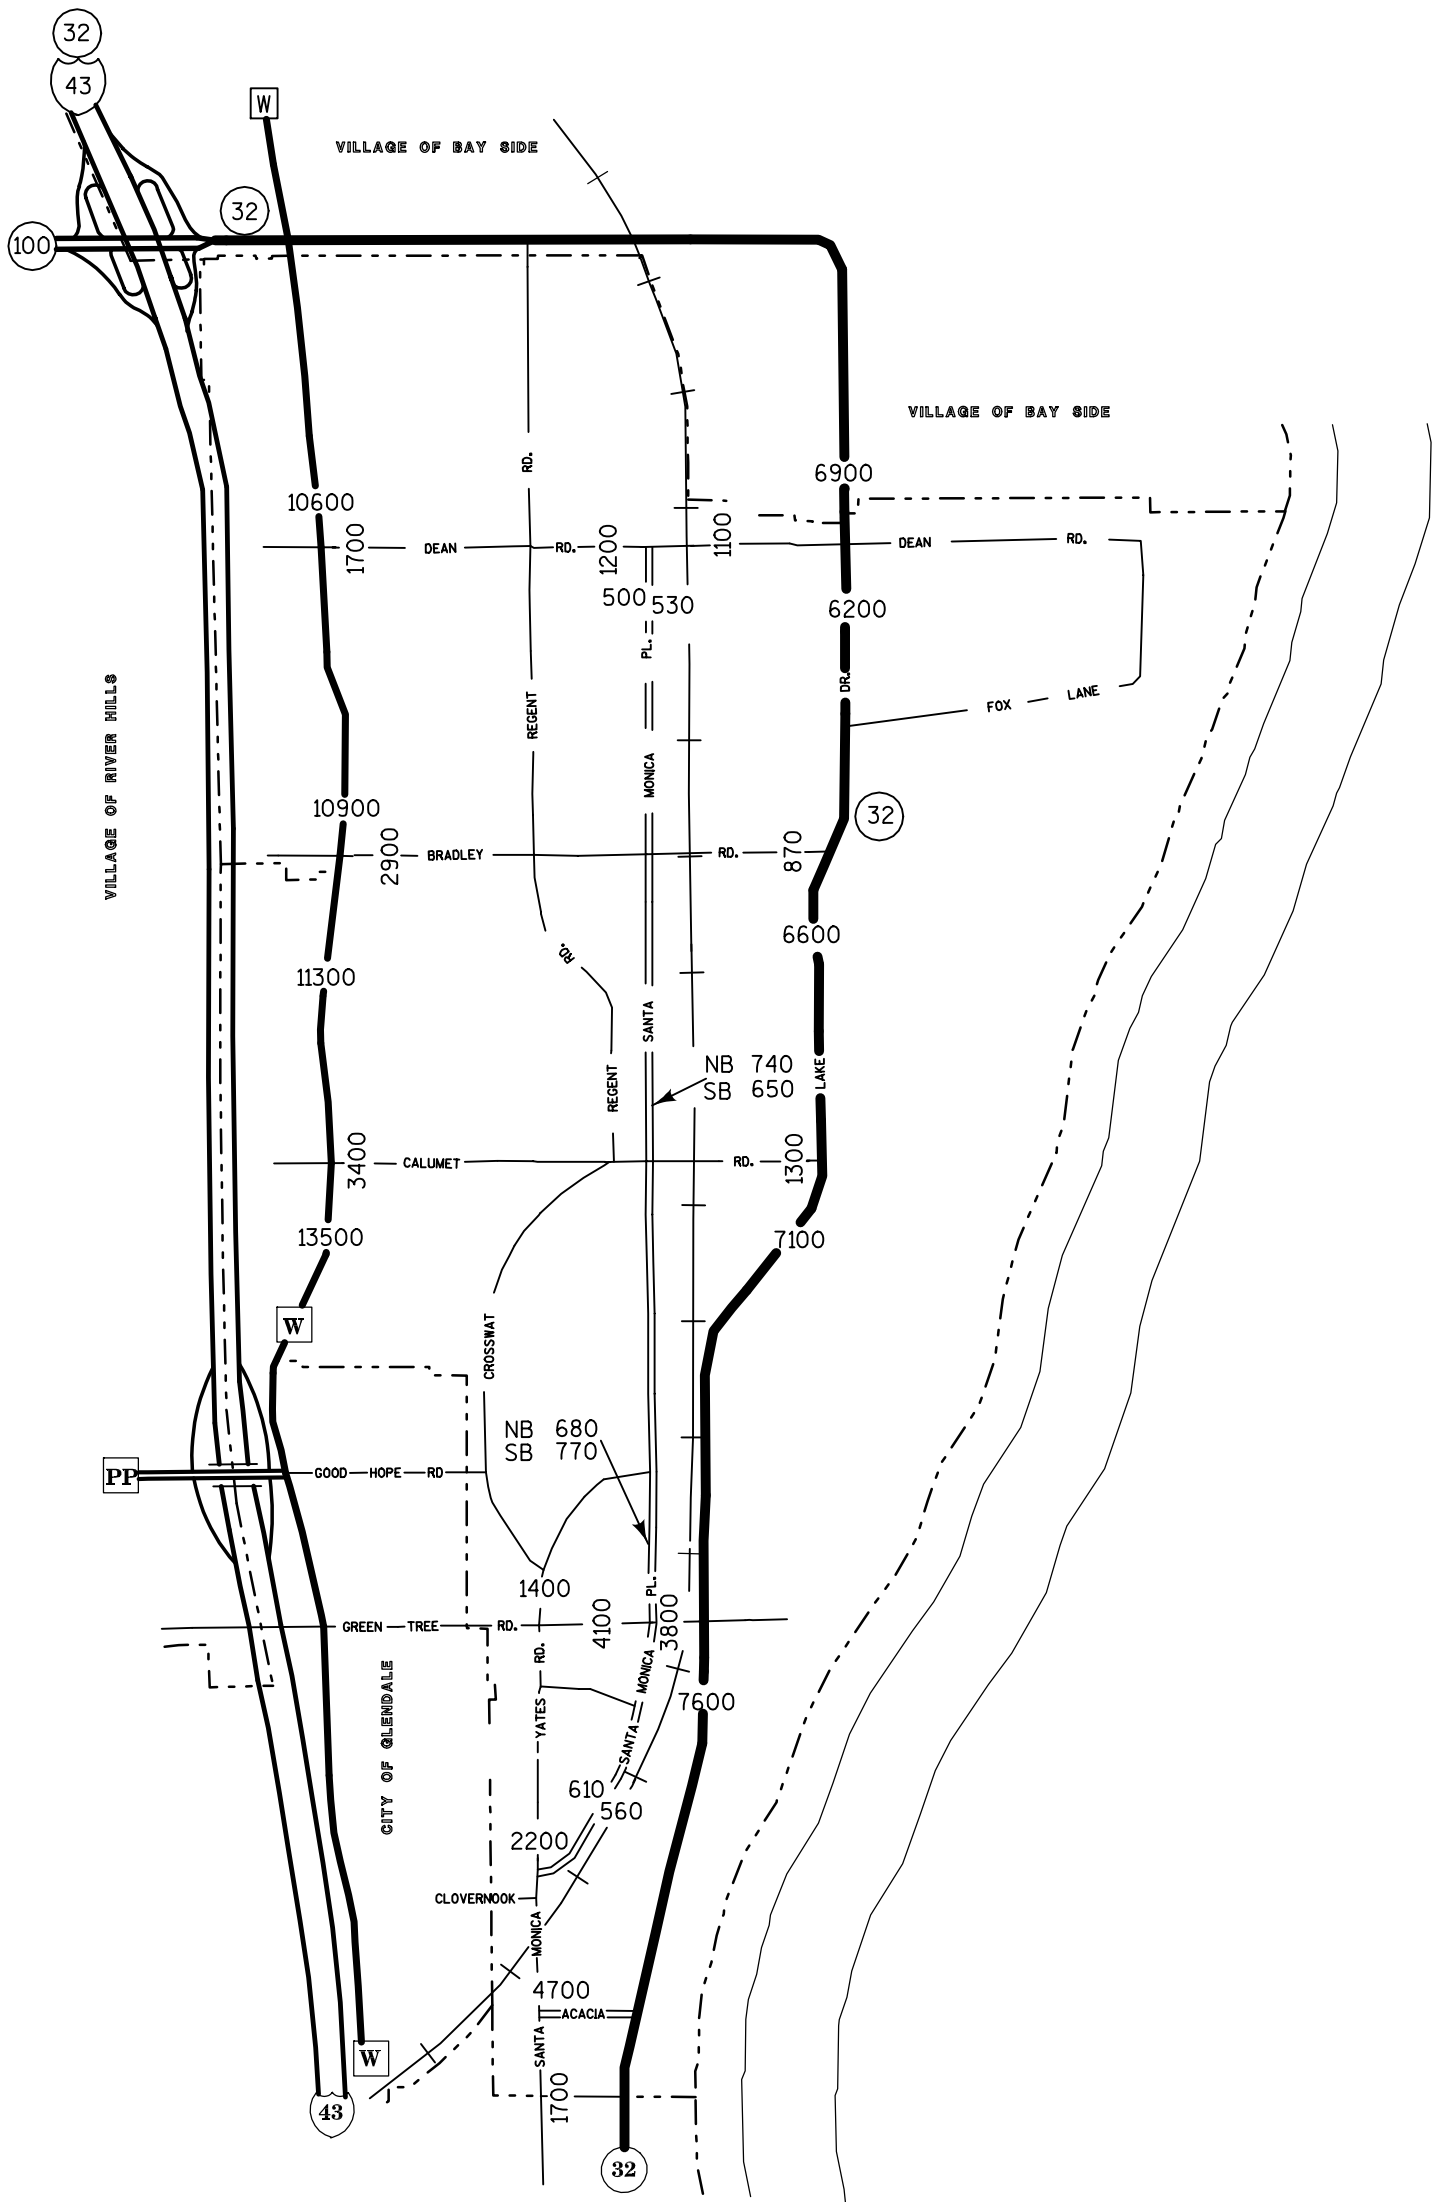 32
43
W
VILLAGE OF BAY SIDE
32
100
VILLAGE OF BAY SIDE
RD.
6900
10600
1700
DEAN
RD.
1200
1100
DEAN
RD.
500
530
6200
PL.
DR.
FOX
LANE
VILLAGE OF RIVER HILLS
REGENT
MONICA
10900
32
2900
BRADLEY
RD.
870
6600
RD.
11300
SANTA
NB 740
SB 650
LAKE
REGENT
3400
CALUMET
RD.
1300
13500
7100
W
CROSSWAT
NB 680
SB 770
PP
GOOD HOPE RD
1400
PL.
GREEN TREE RD.
4100
3800
RD.
MONICA
7600
CITY OF GLENDALE
YATES
SANTA
610
560
2200
CLOVERNOOK
MONICA
4700
ACACIA
SANTA
W
1700
43
32